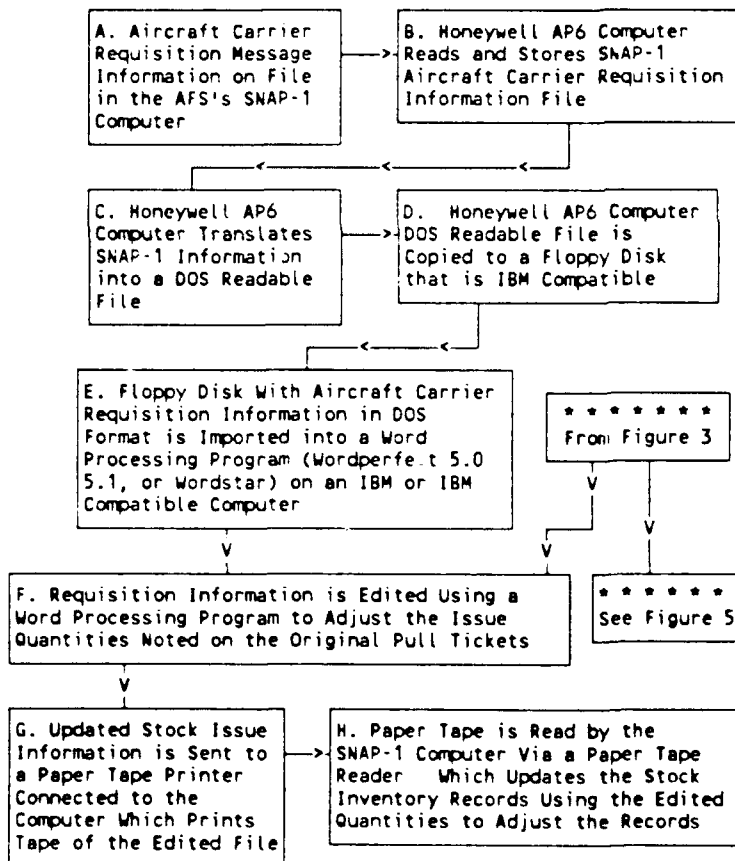 A. Aircraft Carrier
Requisition Message
Information on File
in the AFS's SNAP-1
Computer
B. Honeywell AP6 Computer
Reads and Stores SNAP-1
Aircraft Carrier Requisition
Information File
C. Honeywell AP6
Computer Translates
SNAP-1 Information
into a DOS Readable
File
D. Honeywell AP6 Computer
DOS Readable File is
Copied to a Floppy Disk
that is IBM Compatible
E. Floppy Disk With Aircraft Carrier
Requisition Information in DOS
Format is Imported into a Word
Processing Program (Wordperfe t 5.0
5.1, or Wordstar) on an IBM or IBM
Compatible Computer
* * * * * * *
From Figure 3
F. Requisition Information is Edited Using a
Word Processing Program to Adjust the Issue
Quantities Noted on the Original Pull Tickets
* * * * * *
See Figure 5
G. Updated Stock Issue
Information is Sent to
a Paper Tape Printer
Connected to the
Computer Which Prints
Tape of the Edited File
H. Paper Tape is Read by the
SNAP-1 Computer Via a Paper Tape
Reader Which Updates the Stock
Inventory Records Using the Edited
Quantities to Adjust the Records